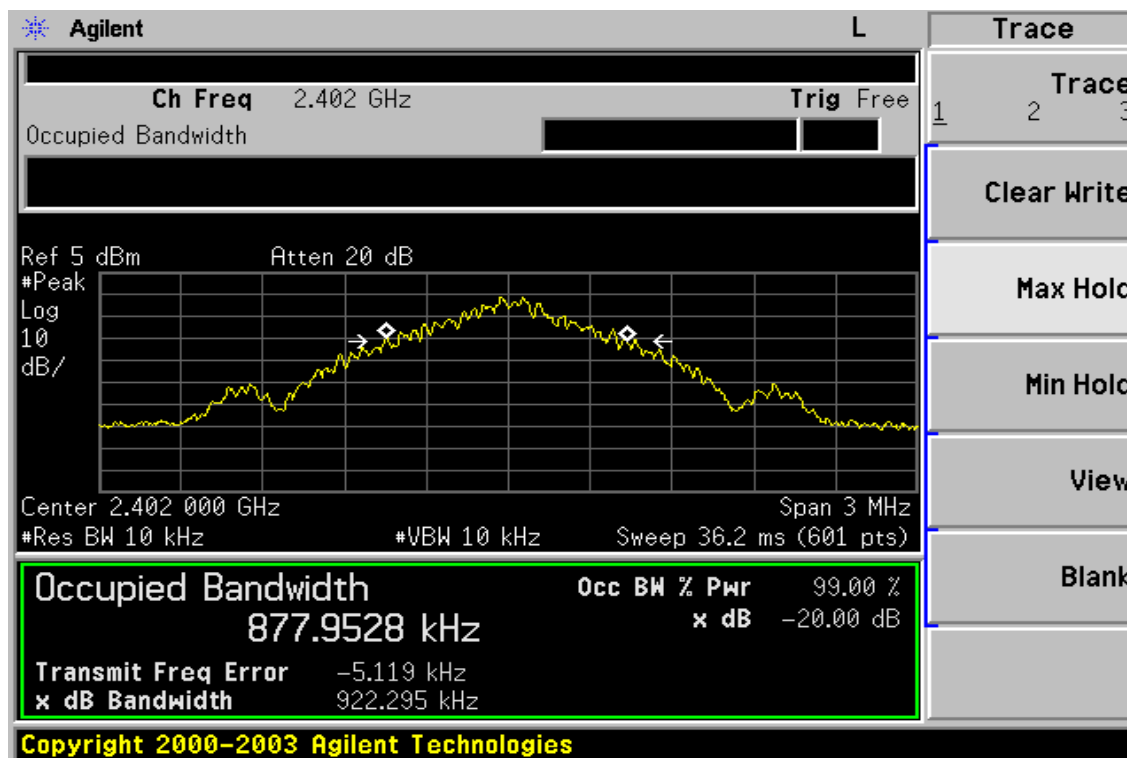 Agilent L
Ch Freq 2.402 GHz Trig Free
Occupied Bandwidth
Ref 5 dBm Atten 20 dB
#Peak
Log
10
dB/
Center 2.402 000 GHz Span 3 MHz
#Res BW 10 kHz #VBW 10 kHz Sweep 36.2 ms (601 pts)
Occupied Bandwidth
877.9528 kHz
Occ BW % Pwr 99.00 %
x dB -20.00 dB
Transmit Freq Error -5.119 kHz
x dB Bandwidth 922.295 kHz
Copyright 2000-2003 Agilent Technologies
Trace
Trace
1 2 3
Clear Write
Max Hold
Min Hold
View
Blank